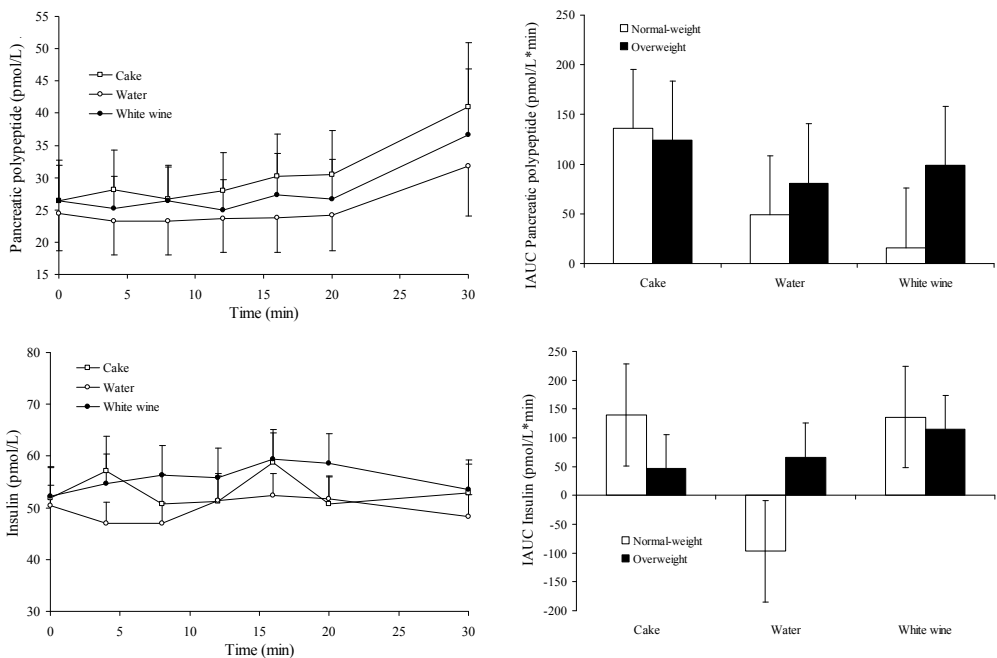 Pancreatic polypeptide (pmol/L)
55
50
45
40
35
30
25
20
15
Cake
Water
White wine
0 5 10 15 20 25 30
Time (min)
IAUC Pancreatic polypeptide (pmol/L*min)
250
200
150
100
50
0
Normal-weight
Overweight
Cake Water White wine
Insulin (pmol/L)
80
70
60
50
40
30
Cake
Water
White wine
0 5 10 15 20 25 30
Time (min)
IAUC Insulin (pmol/L*min)
250
200
150
100
50
0
-50
-100
-150
-200
Normal-weight
Overweight
Cake Water White wine